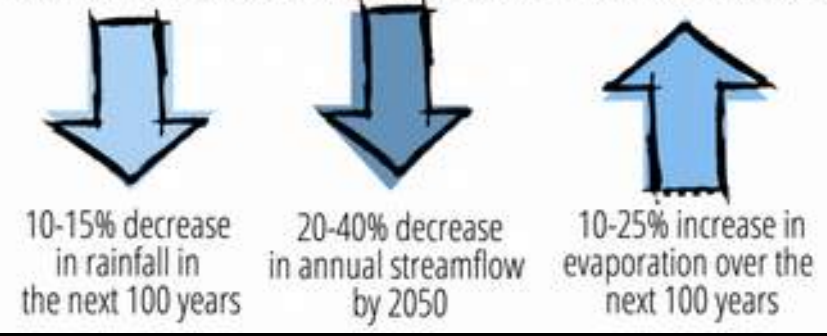 10-15% decrease
in rainfall in
the next 100 years
20-40% decrease
in annual streamflow
by 2050
10-25% increase in
evaporation over the
next 100 years